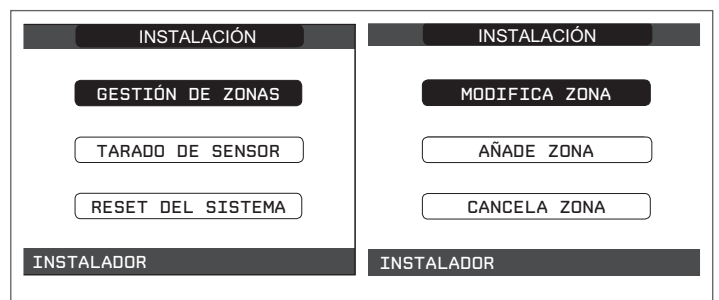 INSTALACIÓN
GESTIÓN DE ZONAS
TARADO DE SENSOR
RESET DEL SISTEMA
INSTALADOR
INSTALACIÓN
MODIFICA ZONA
AÑADE ZONA
CANCELA ZONA
INSTALADOR